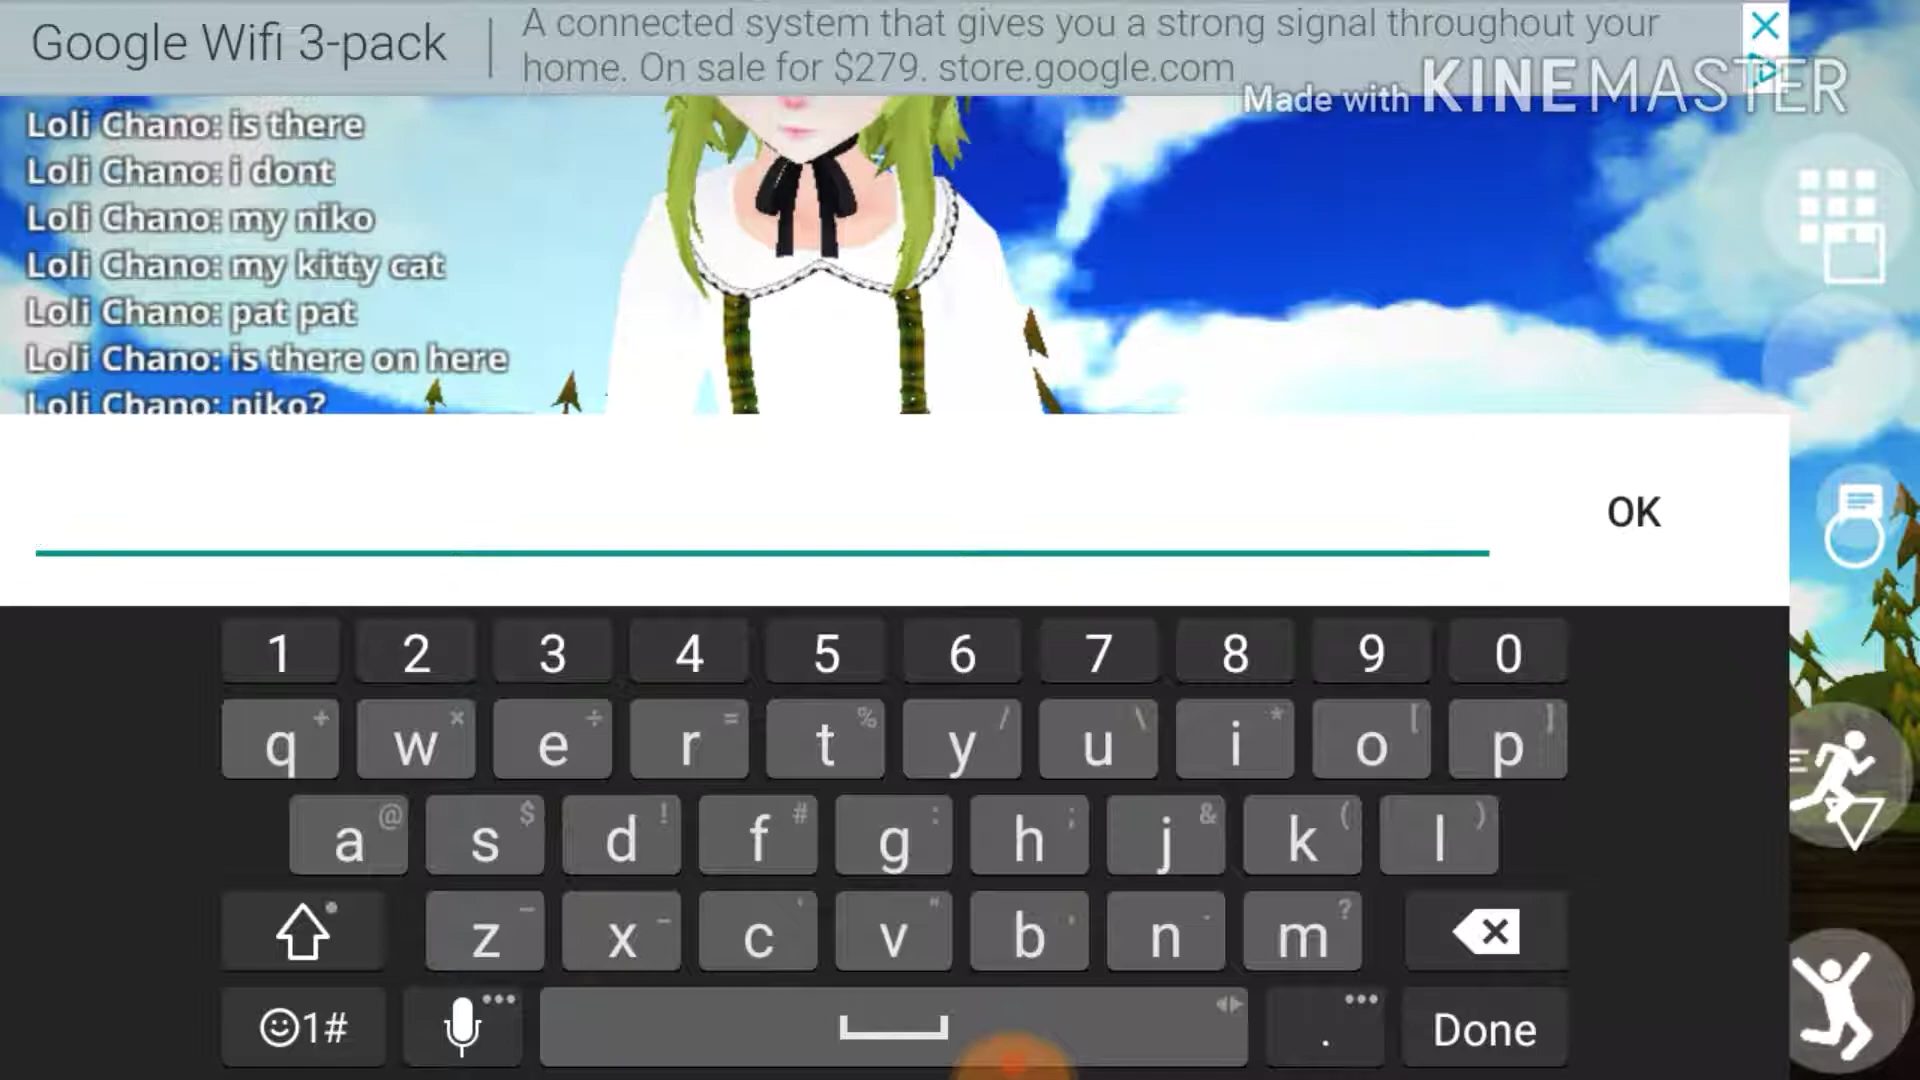 Google Wifi 3-pack
A connected system that gives you a strong signal throughout your
home. On sale for $279. store.google.com
Made with KINEMASTER
Loli Chano: is there
Loli Chano: i dont
Loli Chano: my niko
Loli Chano: my kitty cat
Loli Chano: pat pat
Loli Chano: is there on here
Loli Chano: niko?
OK
1 2 3 4 5 6 7 8 9 0
q + w × e ÷ r = t % y / u \ i * o [ p ]
a @ s $ d ! f # g : h ; j & k ( l )
z - x _ c ' v " b , n . m ?
1# . Done